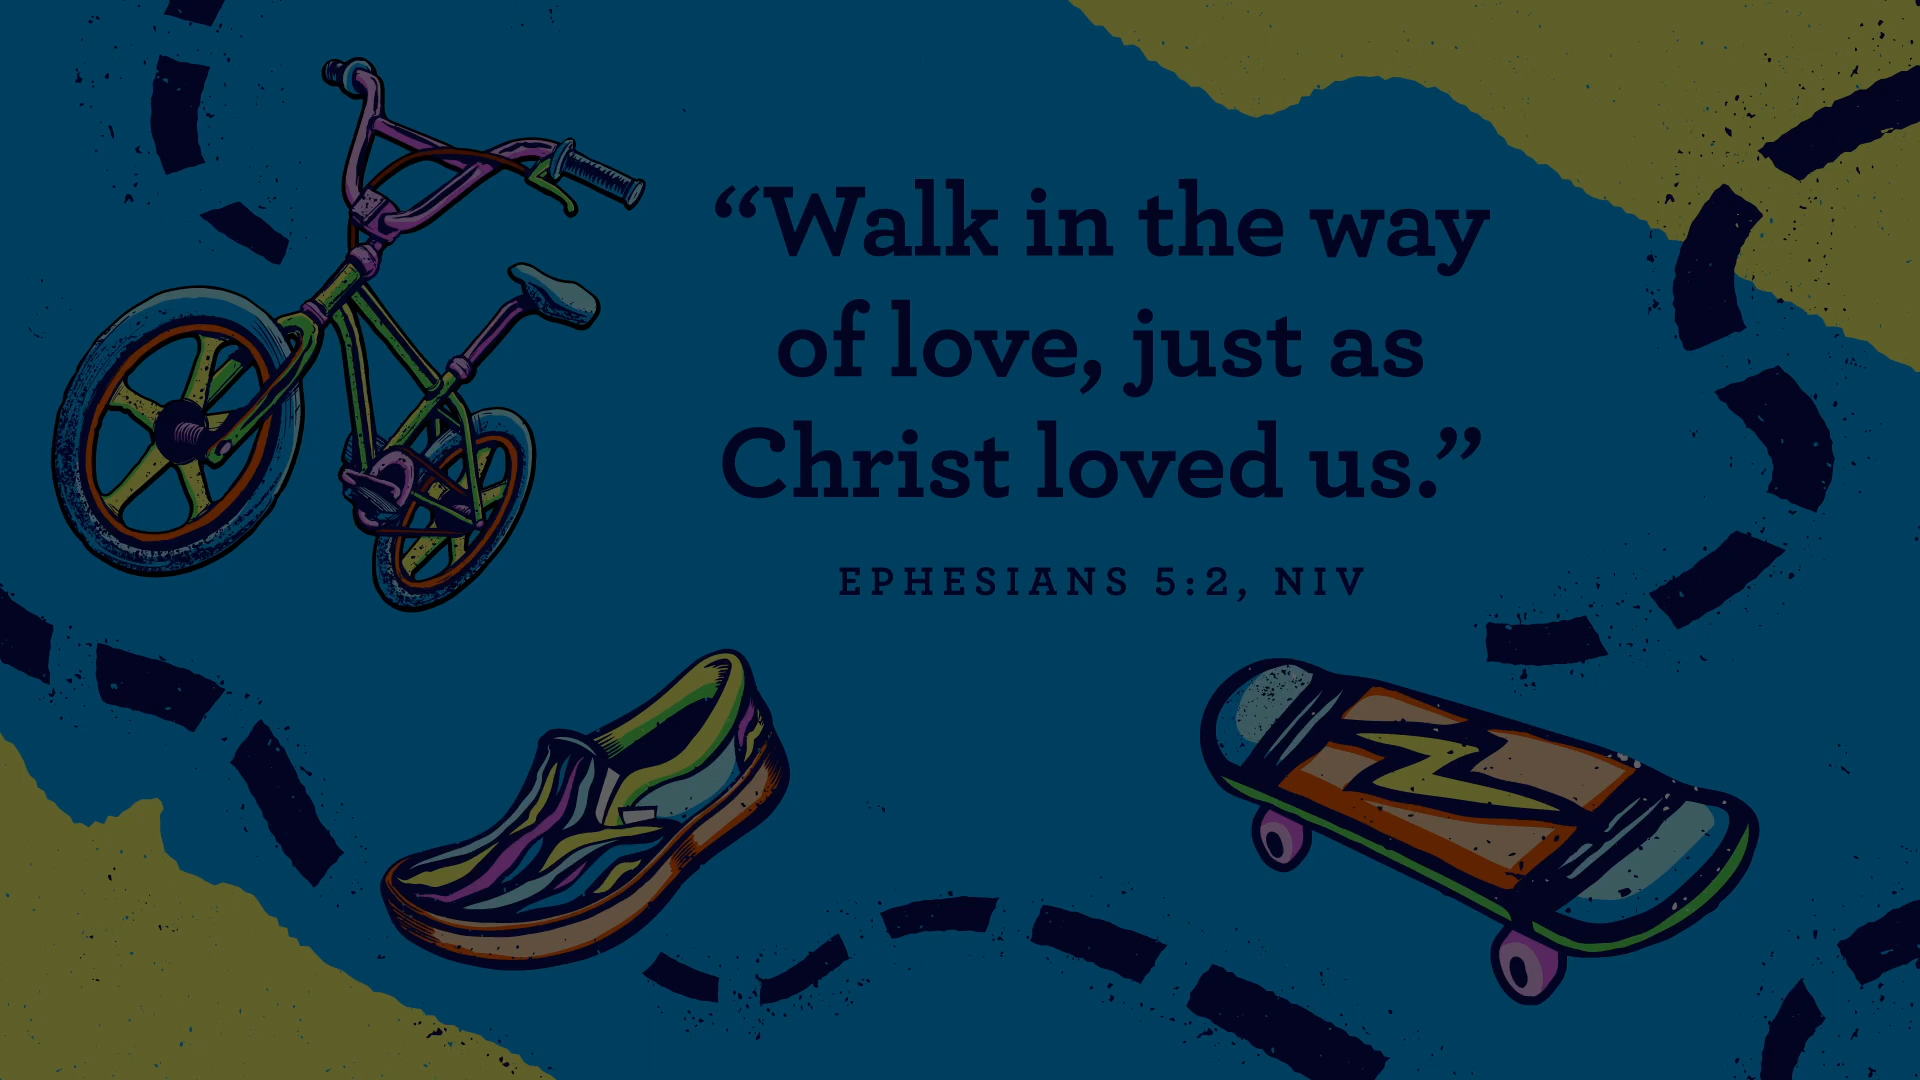 “Walk in the way
of love, just as
Christ loved us.”
EPHESIANS 5:2, NIV